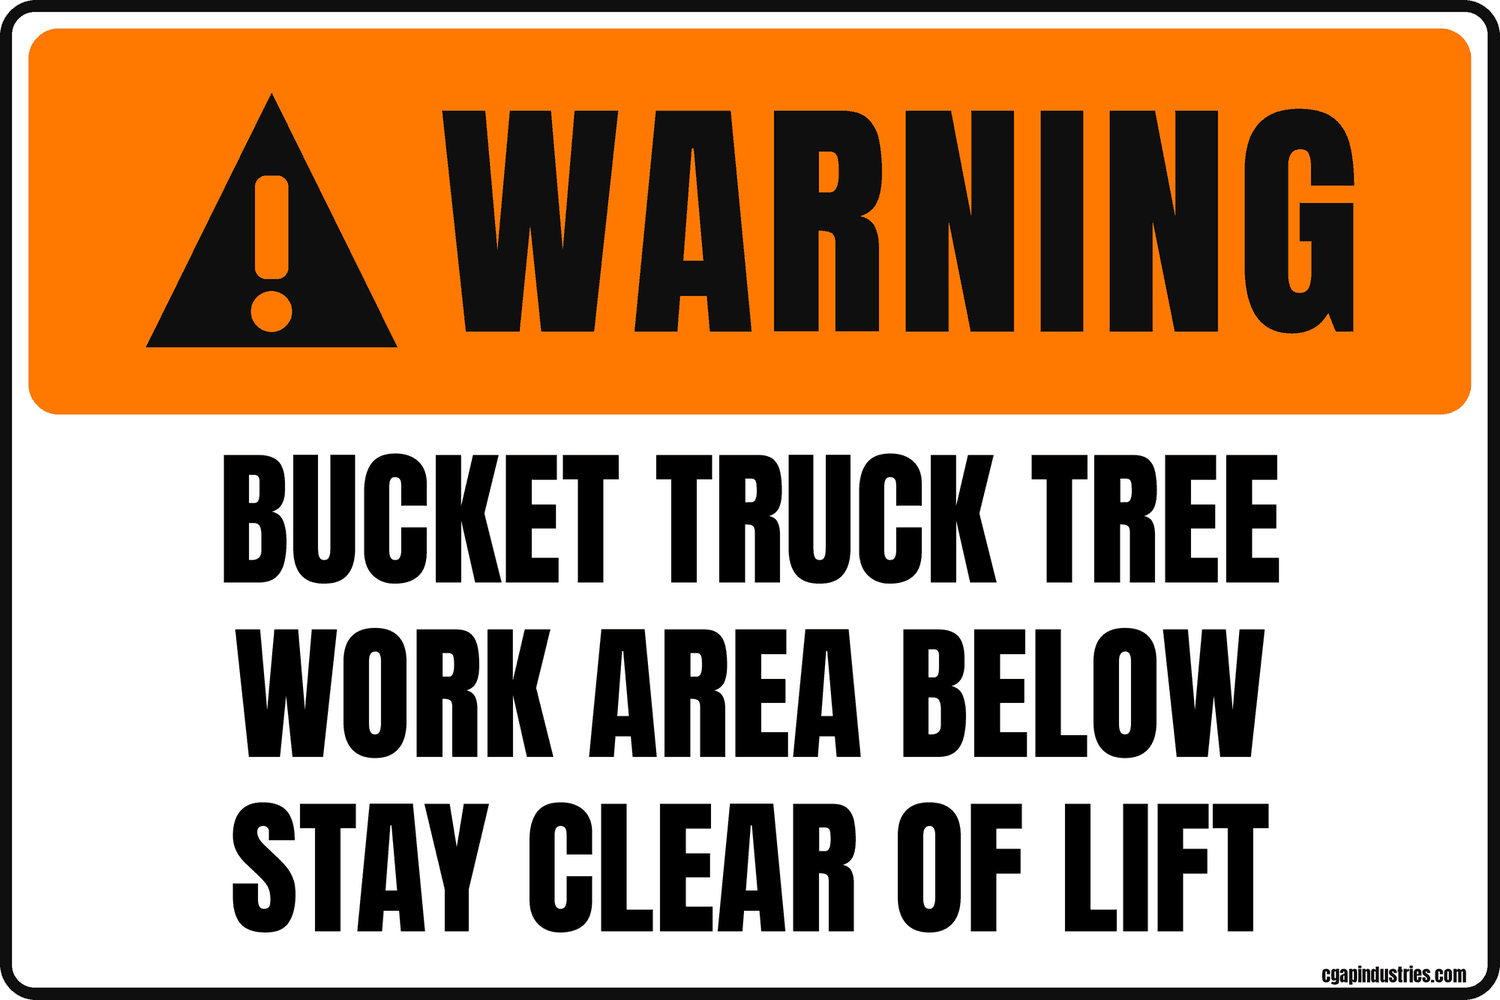 WARNING
BUCKET TRUCK TREE
WORK AREA BELOW
STAY CLEAR OF LIFT
cgapindustries.com